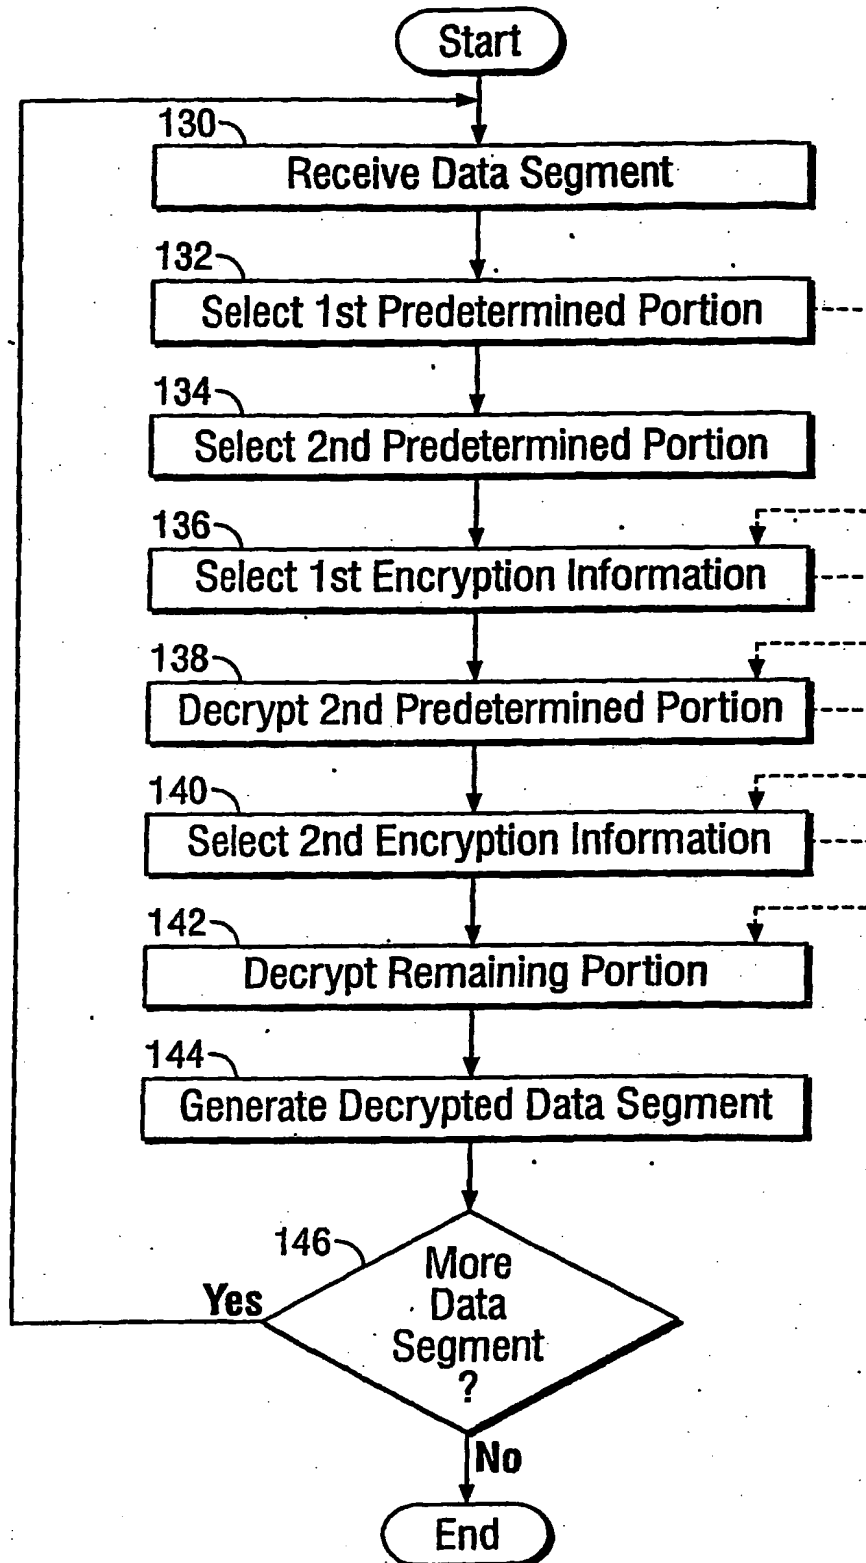 Start
130
Receive Data Segment
132
Select 1st Predetermined Portion
134
Select 2nd Predetermined Portion
136
Select 1st Encryption Information
138
Decrypt 2nd Predetermined Portion
140
Select 2nd Encryption Information
142
Decrypt Remaining Portion
144
Generate Decrypted Data Segment
146
More
Data
Segment
?
Yes
No
End